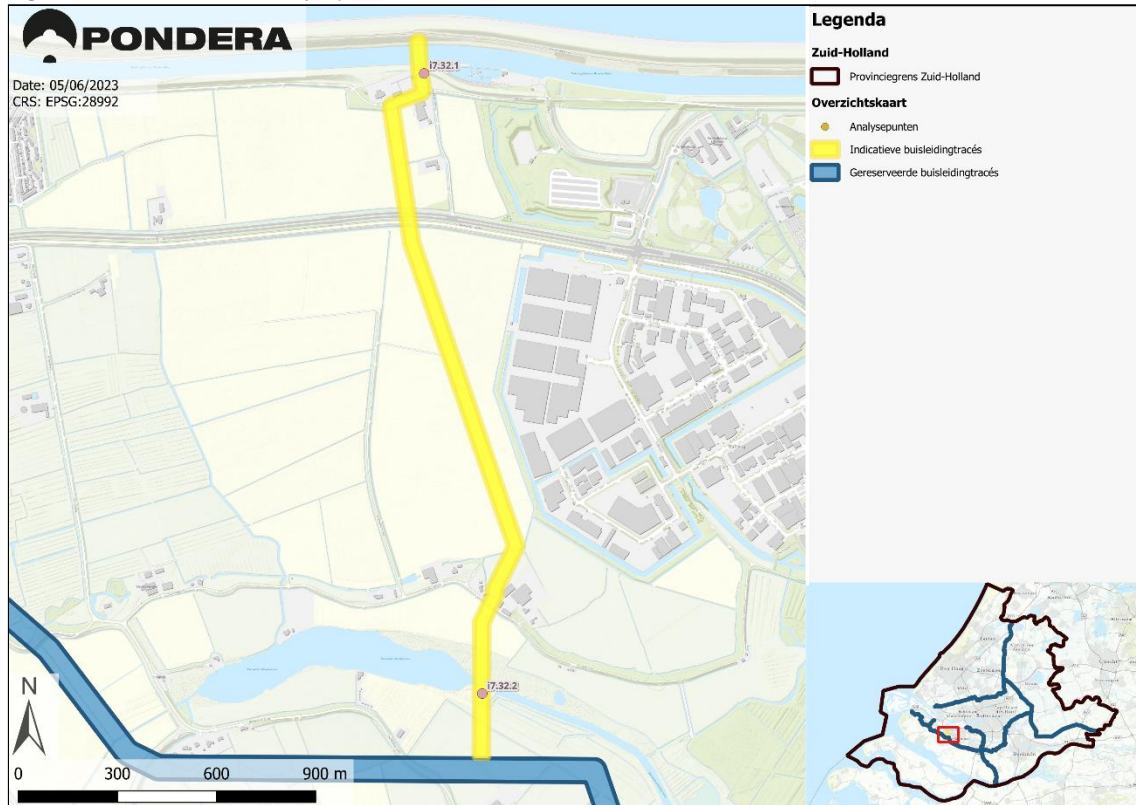 PONDERA
Date: 05/06/2023
CRS: EPSG:28992
i7.32.1
i7.32.2
N
0 300 600 900 m
Legenda
Zuid-Holland
Provinciegrens Zuid-Holland
Overzichtskaart
Analysepunten
Indicatieve buisleidingtracés
Gereserveerde buisleidingtracés